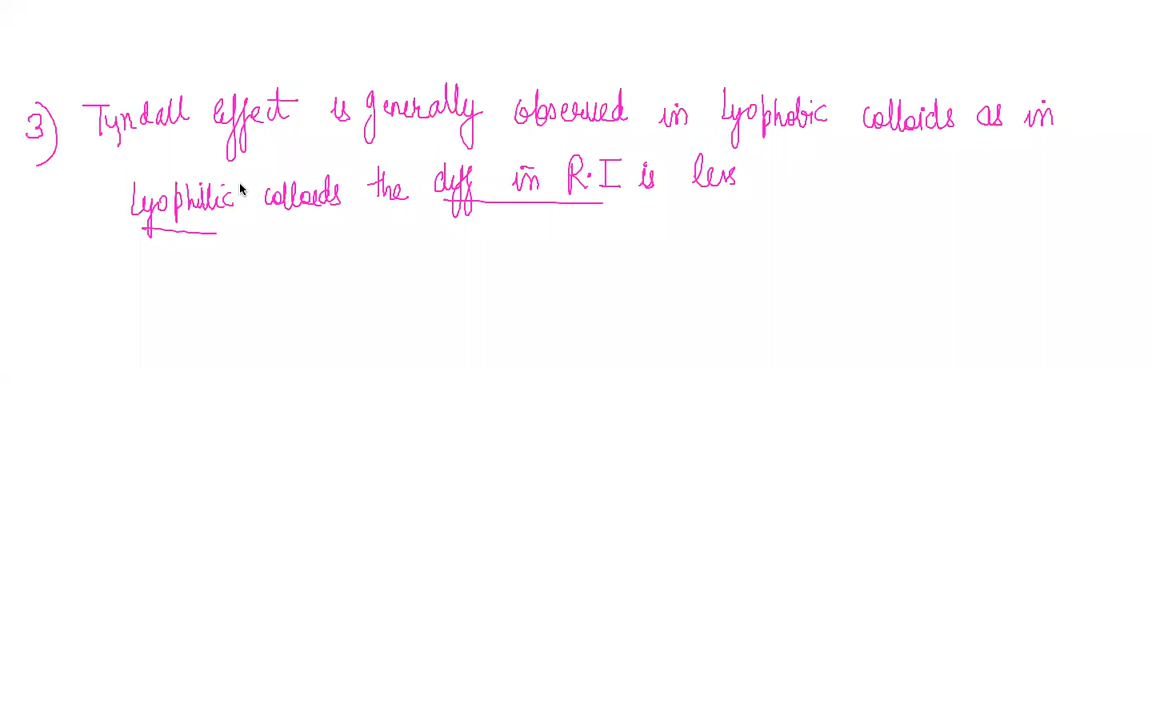 3) Tyndall effect is generally observed in Lyophobic colloids as in
Lyophilic colloids the diff in R.I is less